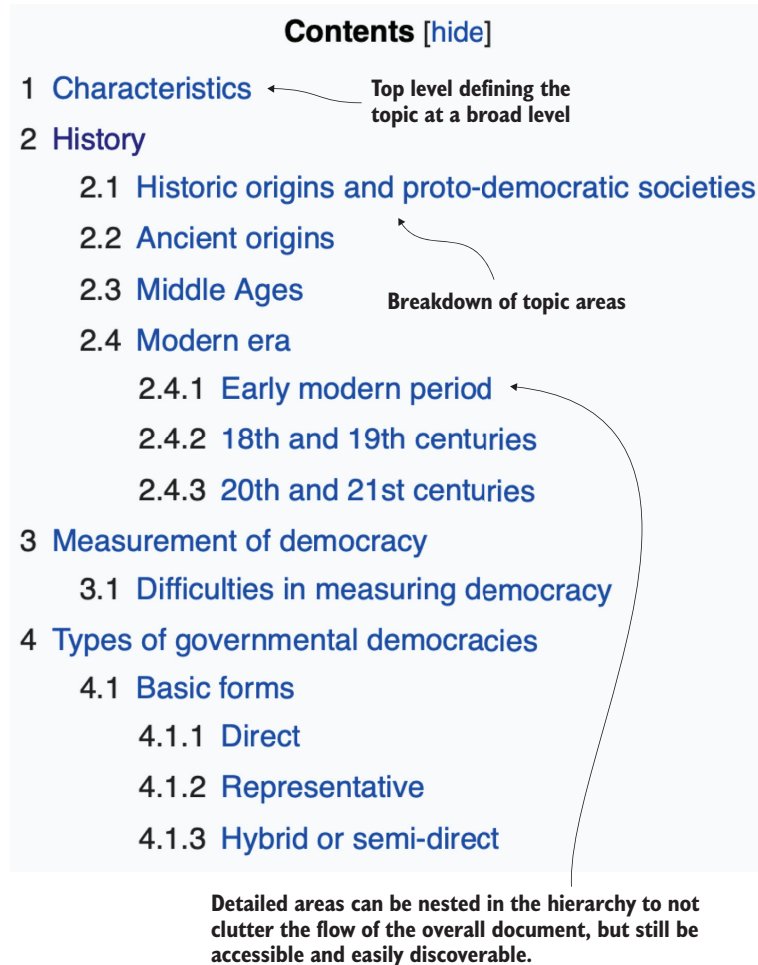 Contents [hide]
1 Characteristics
Top level defining the
topic at a broad level
2 History
2.1 Historic origins and proto-democratic societies
2.2 Ancient origins
2.3 Middle Ages
Breakdown of topic areas
2.4 Modern era
2.4.1 Early modern period
2.4.2 18th and 19th centuries
2.4.3 20th and 21st centuries
3 Measurement of democracy
3.1 Difficulties in measuring democracy
4 Types of governmental democracies
4.1 Basic forms
4.1.1 Direct
4.1.2 Representative
4.1.3 Hybrid or semi-direct
Detailed areas can be nested in the hierarchy to not
clutter the flow of the overall document, but still be
accessible and easily discoverable.